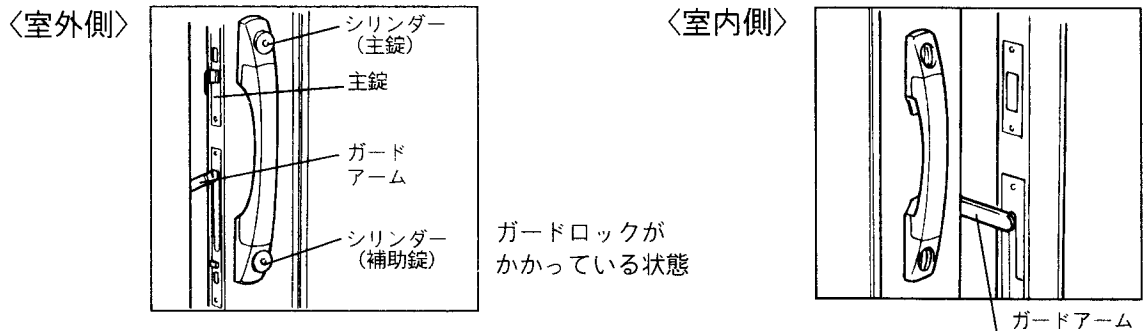 〈室外側〉
シリンダー
(主錠)
主錠
ガード
アーム
シリンダー
(補助錠)
ガードロックが
かかっている状態
〈室内側〉
ガードアーム